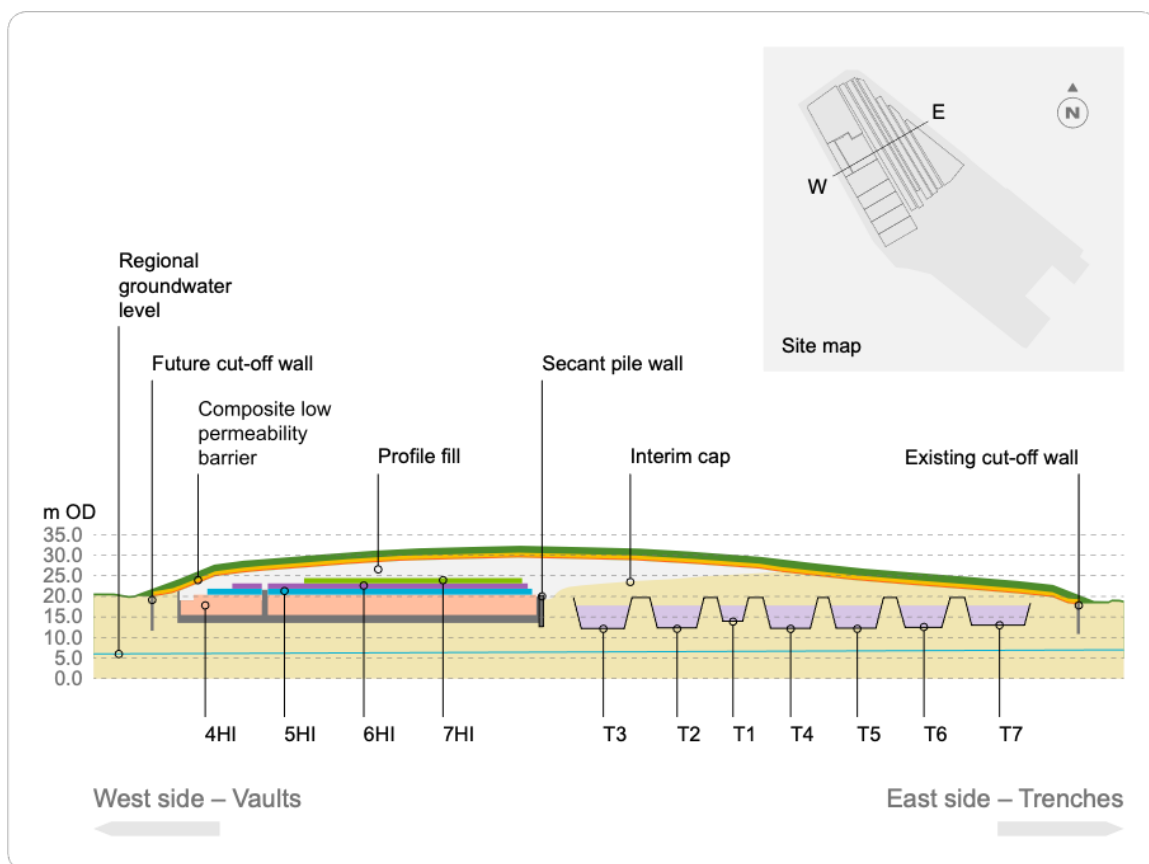 N
E
W
Site map
Regional
groundwater
level
Future cut-off wall
Secant pile wall
Composite low
permeability
barrier
Profile fill
Interim cap
Existing cut-off wall
m OD
35.0
30.0
25.0
20.0
15.0
10.0
5.0
0.0
4HI 5HI 6HI 7HI T3 T2 T1 T4 T5 T6 T7
West side – Vaults
East side – Trenches